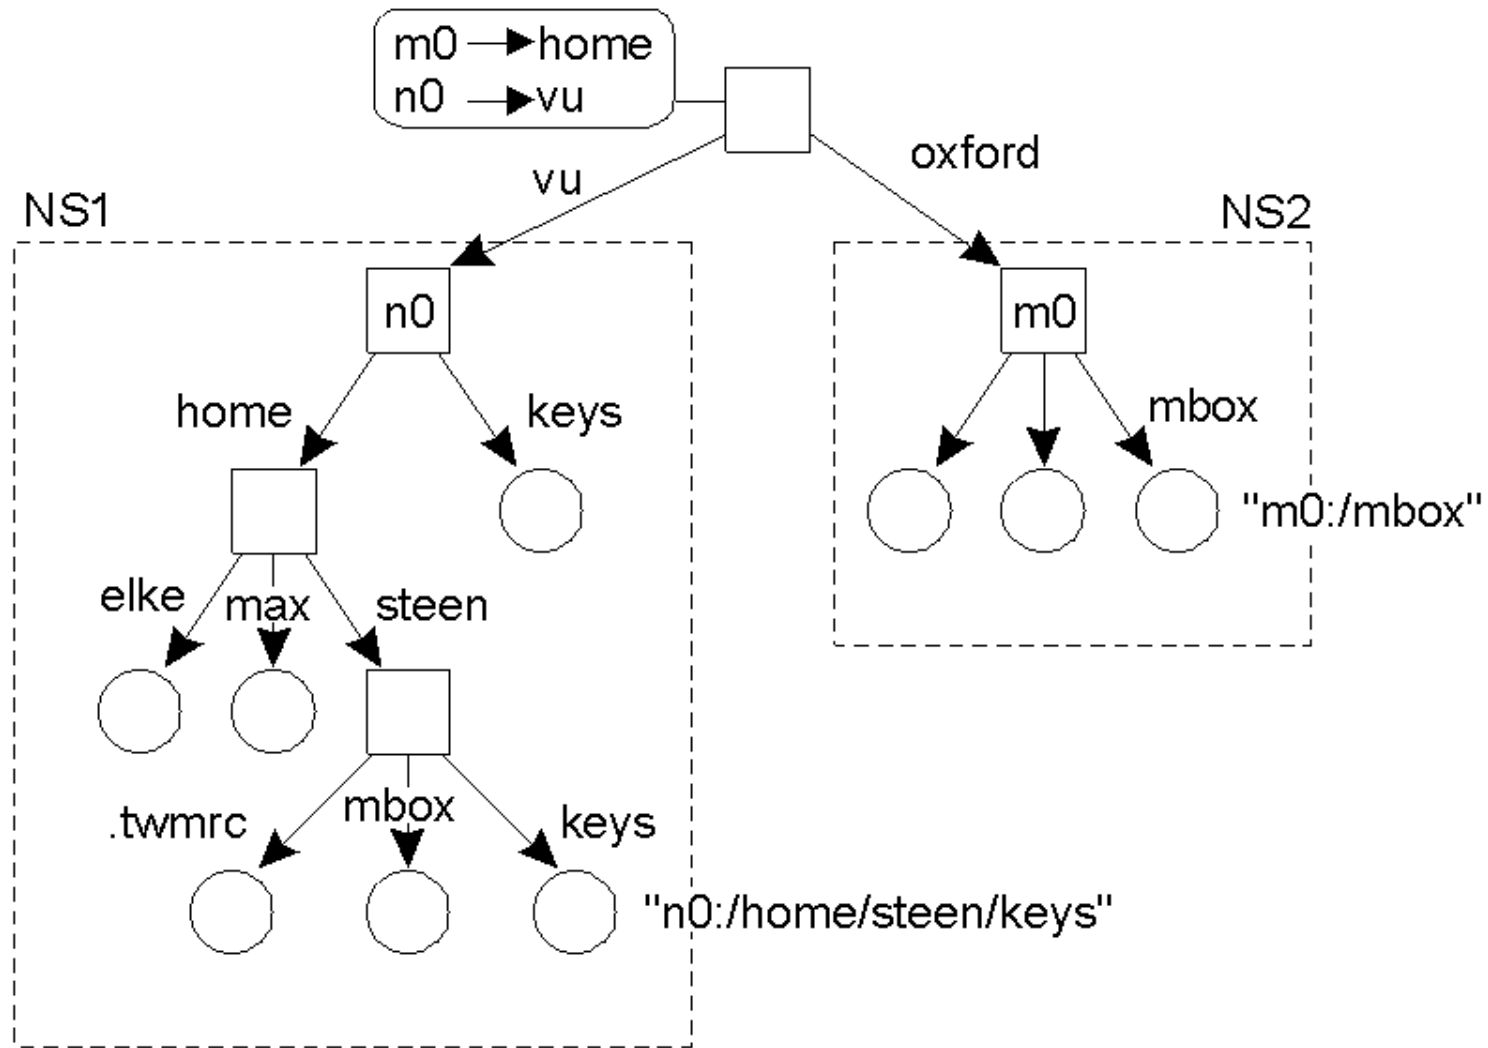 m0 → home
n0 → vu
vu
oxford
NS1
NS2
n0
m0
home
keys
mbox
"m0:/mbox"
elke
max
steen
.twmrc
mbox
keys
"n0:/home/steen/keys"